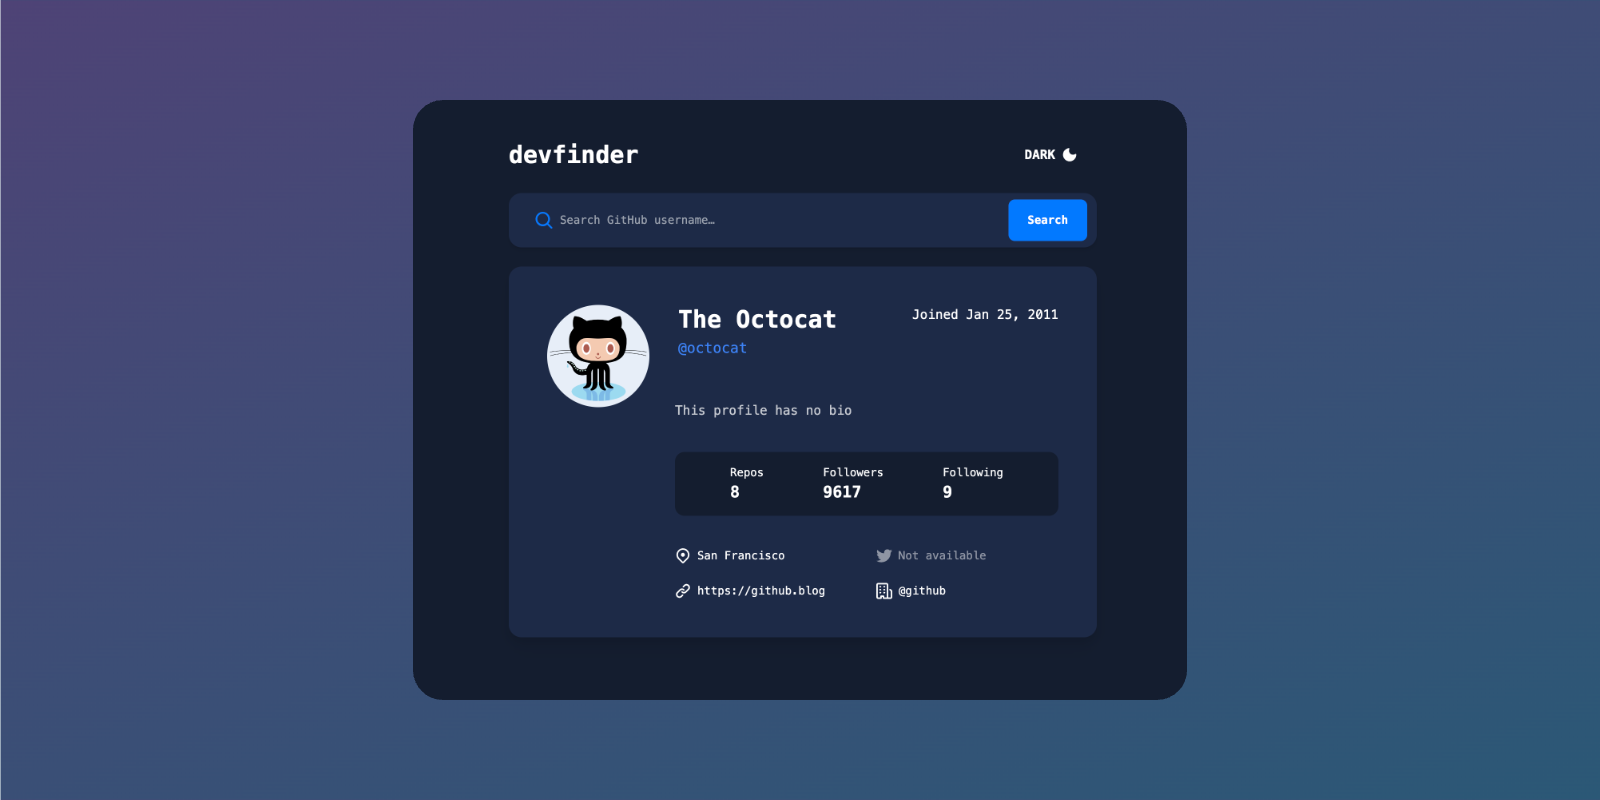 devfinder
DARK
Search GitHub username…
Search
The Octocat
Joined Jan 25, 2011
@octocat
This profile has no bio
Repos
Followers
Following
8
9617
9
San Francisco
Not available
https://github.blog
@github